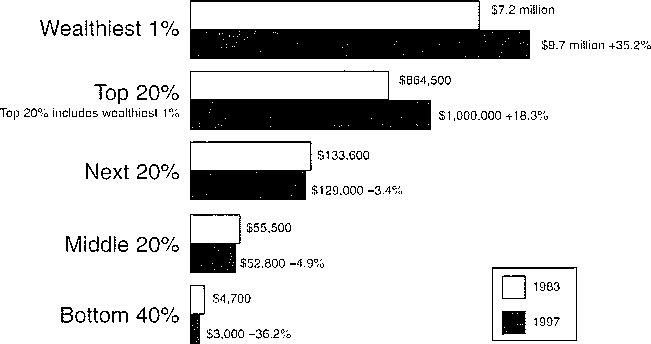 $7.2 million
Wealthiest 1%
$9.7 million +35.2%
$864,500
Top 20%
Top 20% includes wealthiest 1%
$1,000,000 +18.3%
$133,600
Next 20%
$129,000 –3.4%
$55,500
Middle 20%
$52,800 –4.9%
$4,700
Bottom 40%
$3,000 –36.2%
1983
1997